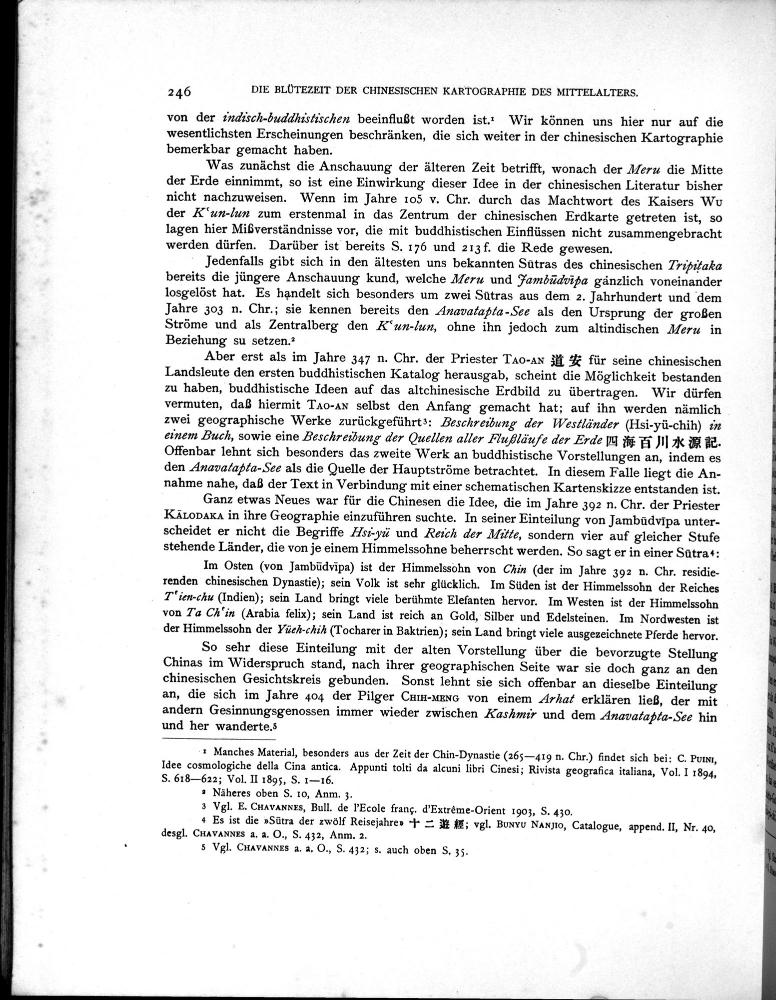 246 DIE BLÜTEZEIT DER CHINESISCHEN KARTOGRAPHIE DES MITTELALTERS.
von der indisch-buddhistischen beeinflußt worden ist.¹ Wir können uns hier nur auf die
wesentlichsten Erscheinungen beschränken, die sich weiter in der chinesischen Kartographie
bemerkbar gemacht haben.
Was zunächst die Anschauung der älteren Zeit betrifft, wonach der Meru die Mitte
der Erde einnimmt, so ist eine Einwirkung dieser Idee in der chinesischen Literatur bisher
nicht nachzuweisen. Wenn im Jahre 105 v. Chr. durch das Machtwort des Kaisers Wu
der K‘un-lun zum erstenmal in das Zentrum der chinesischen Erdkarte getreten ist, so
lagen hier Mißverständnisse vor, die mit buddhistischen Einflüssen nicht zusammengebracht
werden dürfen. Darüber ist bereits S. 176 und 213 f. die Rede gewesen.
Jedenfalls gibt sich in den ältesten uns bekannten Sūtras des chinesischen Tripiṭaka
bereits die jüngere Anschauung kund, welche Meru und Jambūdvīpa gänzlich voneinander
losgelöst hat. Es handelt sich besonders um zwei Sūtras aus dem 2. Jahrhundert und dem
Jahre 303 n. Chr.; sie kennen bereits den Anavatapta-See als den Ursprung der großen
Ströme und als Zentralberg den K‘un-lun, ohne ihn jedoch zum altindischen Meru in
Beziehung zu setzen.²
Aber erst als im Jahre 347 n. Chr. der Priester TAO-AN 道安 für seine chinesischen
Landsleute den ersten buddhistischen Katalog herausgab, scheint die Möglichkeit bestanden
zu haben, buddhistische Ideen auf das altchinesische Erdbild zu übertragen. Wir dürfen
vermuten, daß hiermit TAO-AN selbst den Anfang gemacht hat; auf ihn werden nämlich
zwei geographische Werke zurückgeführt³: Beschreibung der Westländer (Hsi-yü-chih) in
einem Buch, sowie eine Beschreibung der Quellen aller Flußläufe der Erde 四海百川水源記.
Offenbar lehnt sich besonders das zweite Werk an buddhistische Vorstellungen an, indem es
den Anavatapta-See als die Quelle der Hauptströme betrachtet. In diesem Falle liegt die An-
nahme nahe, daß der Text in Verbindung mit einer schematischen Kartenskizze entstanden ist.
Ganz etwas Neues war für die Chinesen die Idee, die im Jahre 392 n. Chr. der Priester
KĀLODAKA in ihre Geographie einzuführen suchte. In seiner Einteilung von Jambūdvīpa unter-
scheidet er nicht die Begriffe Hsi-yü und Reich der Mitte, sondern vier auf gleicher Stufe
stehende Länder, die von je einem Himmelssohne beherrscht werden. So sagt er in einer Sūtra⁴:
Im Osten (von Jambūdvīpa) ist der Himmelssohn von Chin (der im Jahre 392 n. Chr. residie-
renden chinesischen Dynastie); sein Volk ist sehr glücklich. Im Süden ist der Himmelssohn der Reiches
T‘ien-chu (Indien); sein Land bringt viele berühmte Elefanten hervor. Im Westen ist der Himmelssohn
von Ta Ch‘in (Arabia felix); sein Land ist reich an Gold, Silber und Edelsteinen. Im Nordwesten ist
der Himmelssohn der Yüeh-chih (Tocharer in Baktrien); sein Land bringt viele ausgezeichnete Pferde hervor.
So sehr diese Einteilung mit der alten Vorstellung über die bevorzugte Stellung
Chinas im Widerspruch stand, nach ihrer geographischen Seite war sie doch ganz an den
chinesischen Gesichtskreis gebunden. Sonst lehnt sie sich offenbar an dieselbe Einteilung
an, die sich im Jahre 404 der Pilger CHIH-MENG von einem Arhat erklären ließ, der mit
andern Gesinnungsgenossen immer wieder zwischen Kashmir und dem Anavatapta-See hin
und her wanderte.⁵
¹ Manches Material, besonders aus der Zeit der Chin-Dynastie (265—419 n. Chr.) findet sich bei: C. PUINI,
Idee cosmologiche della Cina antica. Appunti tolti da alcuni libri Cinesi; Rivista geografica italiana, Vol. I 1894,
S. 618—622; Vol. II 1895, S. 1—16.
² Näheres oben S. 10, Anm. 3.
³ Vgl. E. CHAVANNES, Bull. de l'Ecole franç. d'Extrême-Orient 1903, S. 430.
⁴ Es ist die »Sūtra der zwölf Reisejahre« 十二遊經; vgl. BUNYU NANJIO, Catalogue, append. II, Nr. 40,
desgl. CHAVANNES a. a. O., S. 432, Anm. 2.
⁵ Vgl. CHAVANNES a. a. O., S. 432; s. auch oben S. 35.